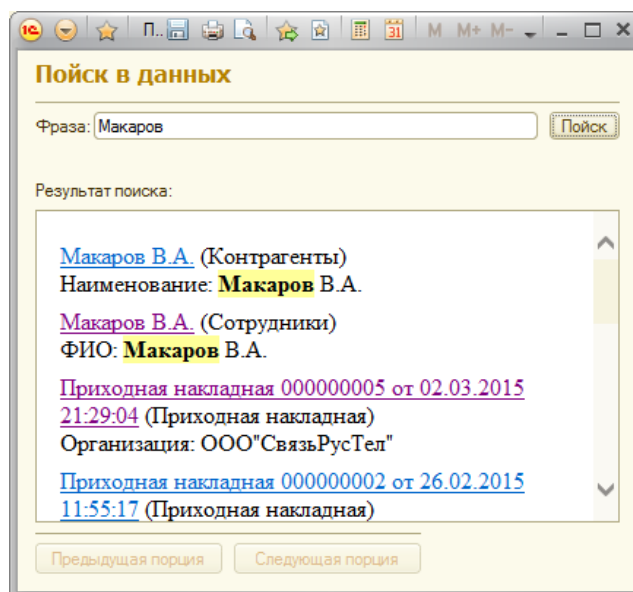 1С П.. 31 М М+ М-
Поиск в данных
Фраза: Макаров Поиск
Результат поиска:
Макаров В.А. (Контрагенты)
Наименование: Макаров В.А.
Макаров В.А. (Сотрудники)
ФИО: Макаров В.А.
Приходная накладная 000000005 от 02.03.2015
21:29:04 (Приходная накладная)
Организация: ООО"СвязьРусТел"
Приходная накладная 000000002 от 26.02.2015
11:55:17 (Приходная накладная)
Предыдущая порция Следующая порция